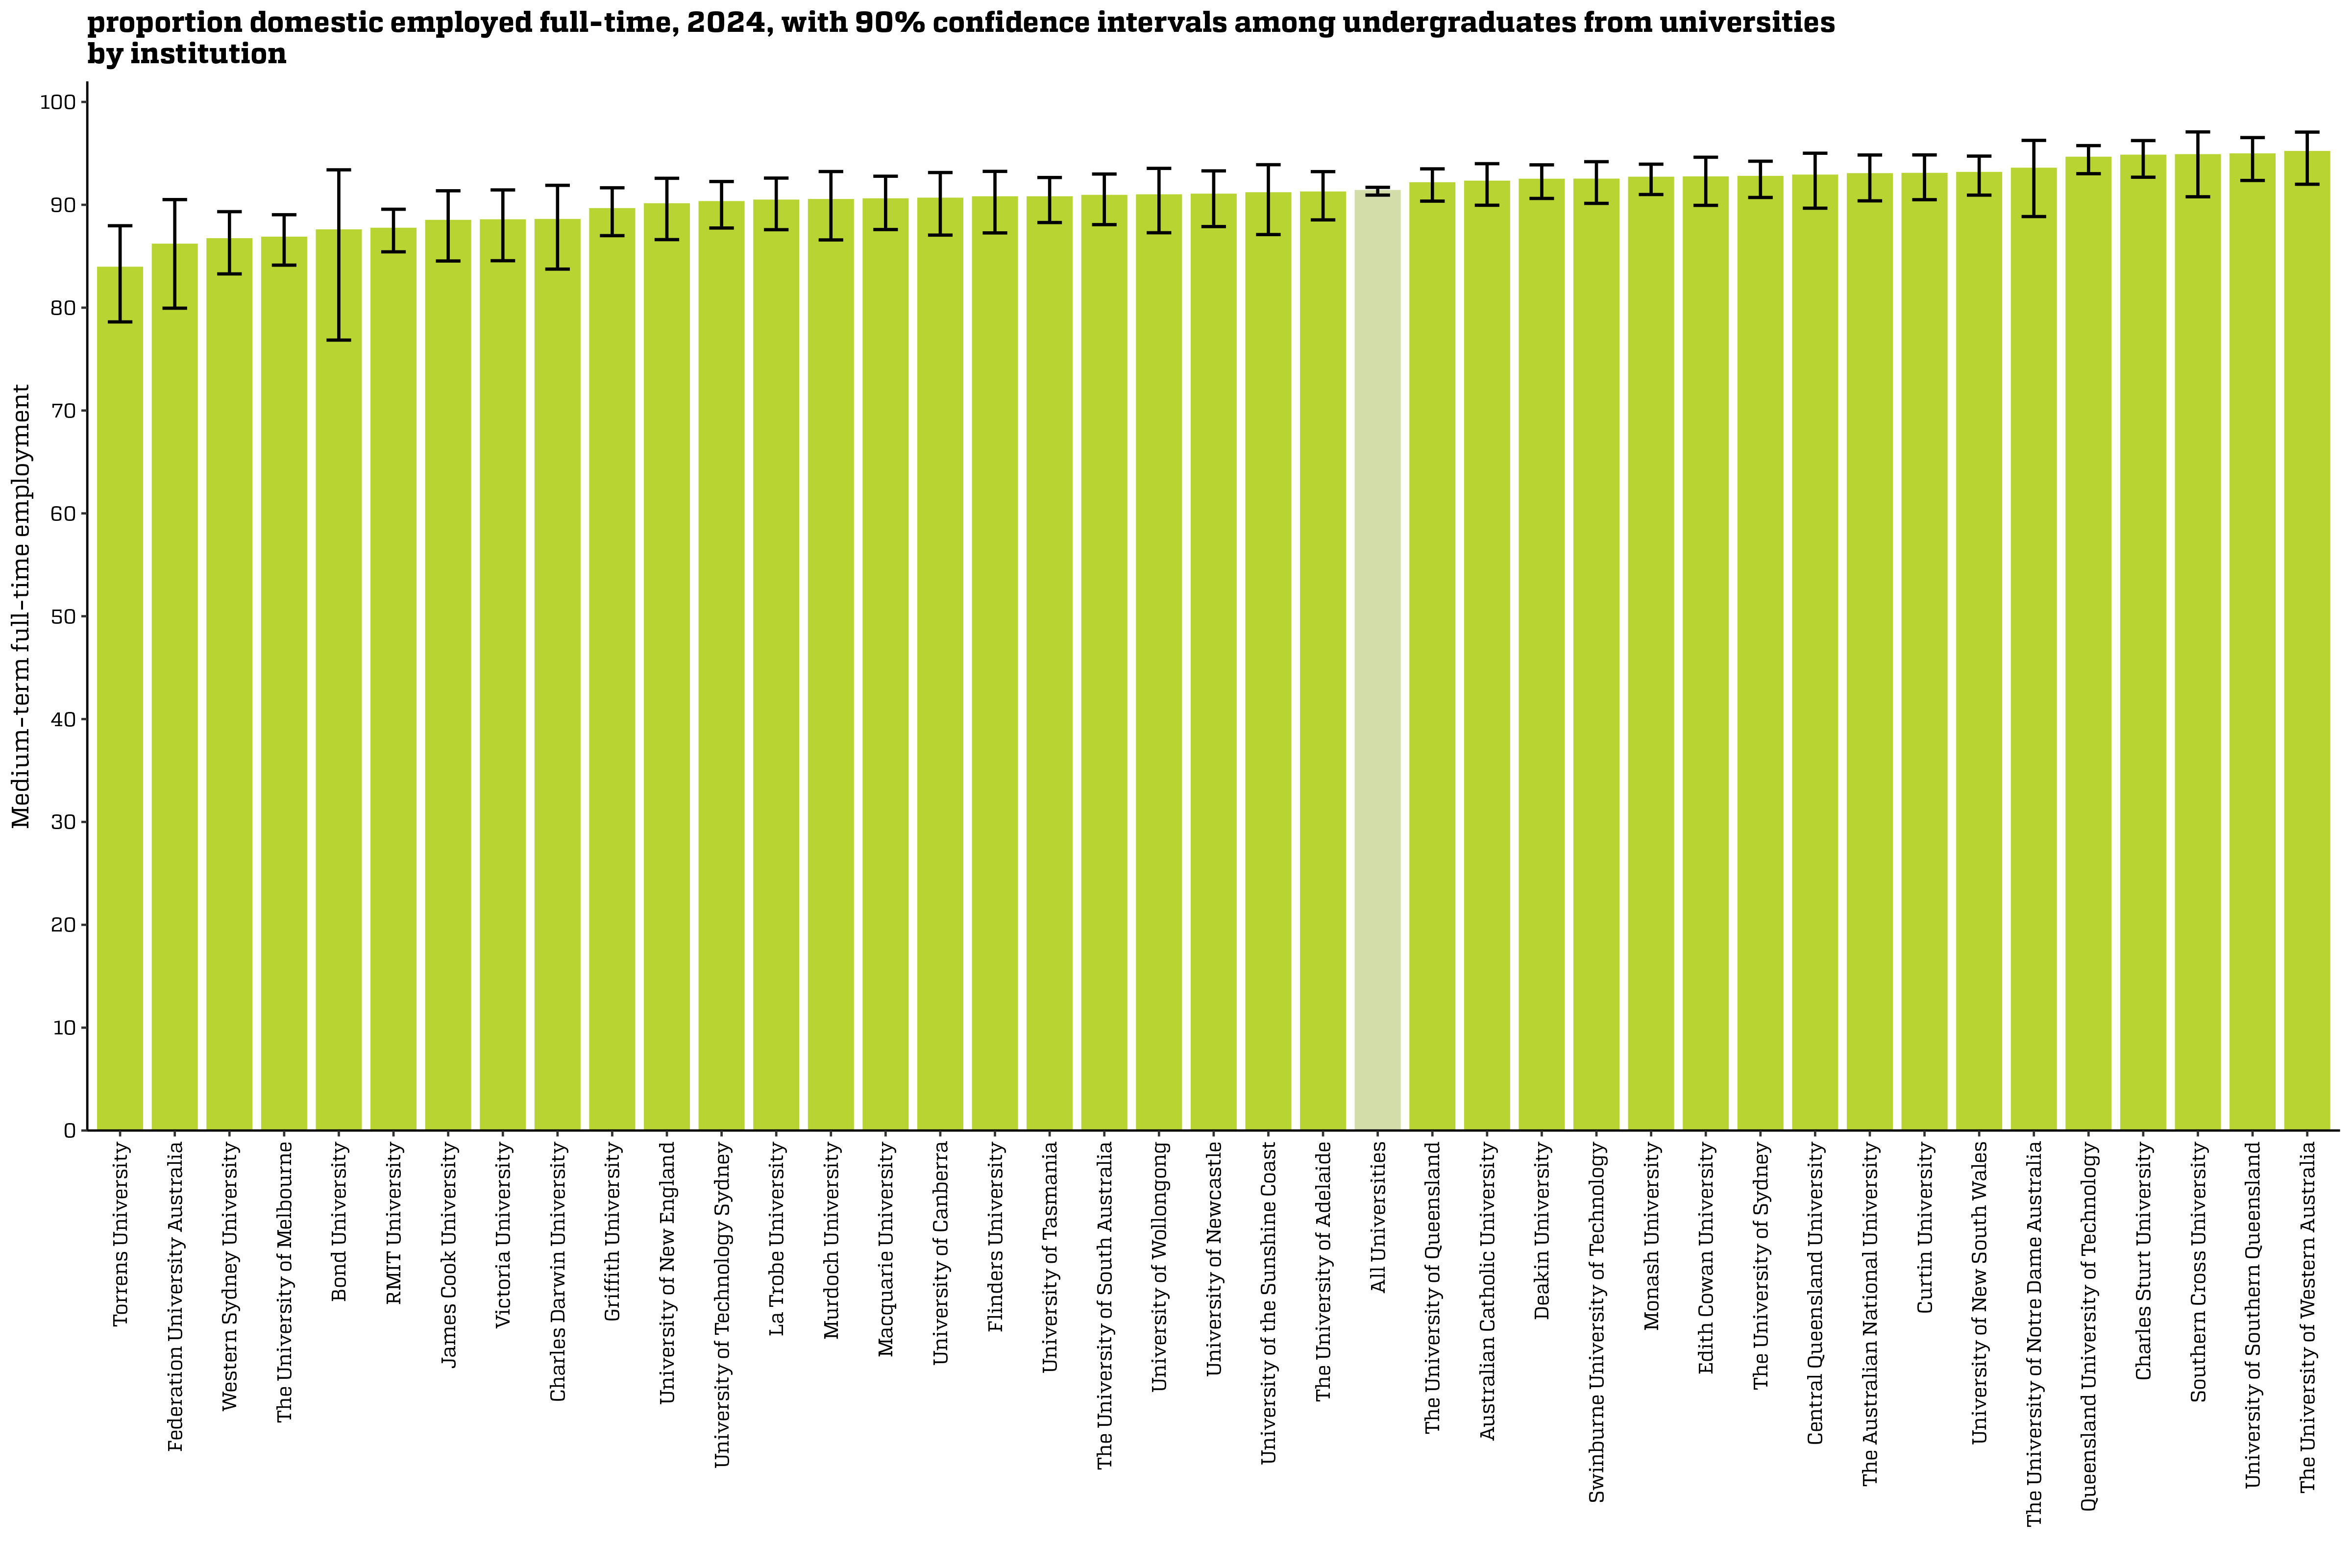 proportion domestic employed full-time, 2024, with 90% confidence intervals among undergraduates from universities
by institution
Medium-term full-time employment
100
90
80
70
60
50
40
30
20
10
0
Torrens University
Federation University Australia
Western Sydney University
The University of Melbourne
Bond University
RMIT University
James Cook University
Victoria University
Charles Darwin University
Griffith University
University of New England
University of Technology Sydney
La Trobe University
Murdoch University
Macquarie University
University of Canberra
Flinders University
University of Tasmania
The University of South Australia
University of Wollongong
University of Newcastle
University of the Sunshine Coast
The University of Adelaide
All Universities
The University of Queensland
Australian Catholic University
Deakin University
Swinburne University of Technology
Monash University
Edith Cowan University
The University of Sydney
Central Queensland University
The Australian National University
Curtin University
University of New South Wales
The University of Notre Dame Australia
Queensland University of Technology
Charles Sturt University
Southern Cross University
University of Southern Queensland
The University of Western Australia